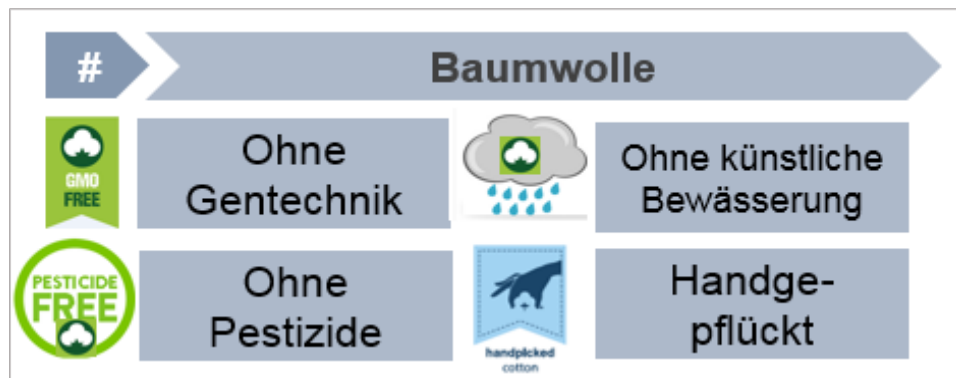 #
Baumwolle
GMO
FREE
Ohne
Gentechnik
Ohne künstliche
Bewässerung
PESTICIDE
FREE
Ohne
Pestizide
handpicked
cotton
Handge-
pflückt